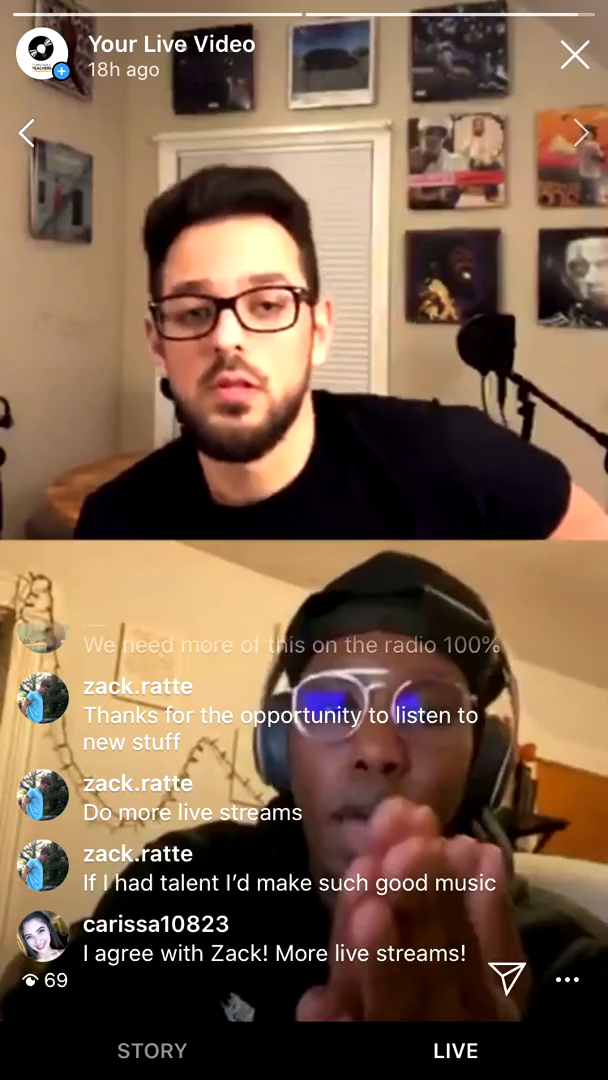 Your Live Video
18h ago
We need more of this on the radio 100%
zack.ratte
Thanks for the opportunity to listen to
new stuff
zack.ratte
Do more live streams
zack.ratte
If I had talent I'd make such good music
carissa10823
I agree with Zack! More live streams!
69
STORY
LIVE